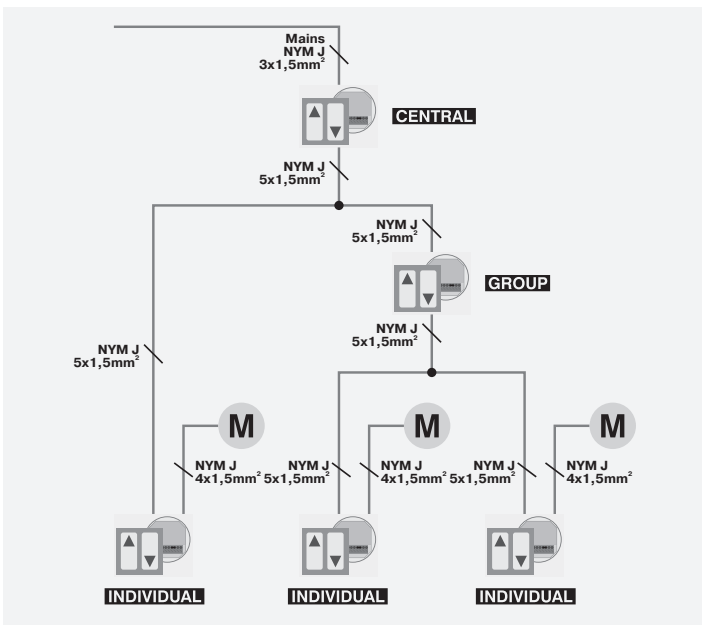 Mains
NYM J
3x1,5mm²
CENTRAL
NYM J
5x1,5mm²
NYM J
5x1,5mm²
GROUP
NYM J
5x1,5mm²
NYM J
5x1,5mm²
M
M
M
NYM J
4x1,5mm²
NYM J
5x1,5mm²
NYM J
4x1,5mm²
NYM J
5x1,5mm²
NYM J
4x1,5mm²
INDIVIDUAL
INDIVIDUAL
INDIVIDUAL